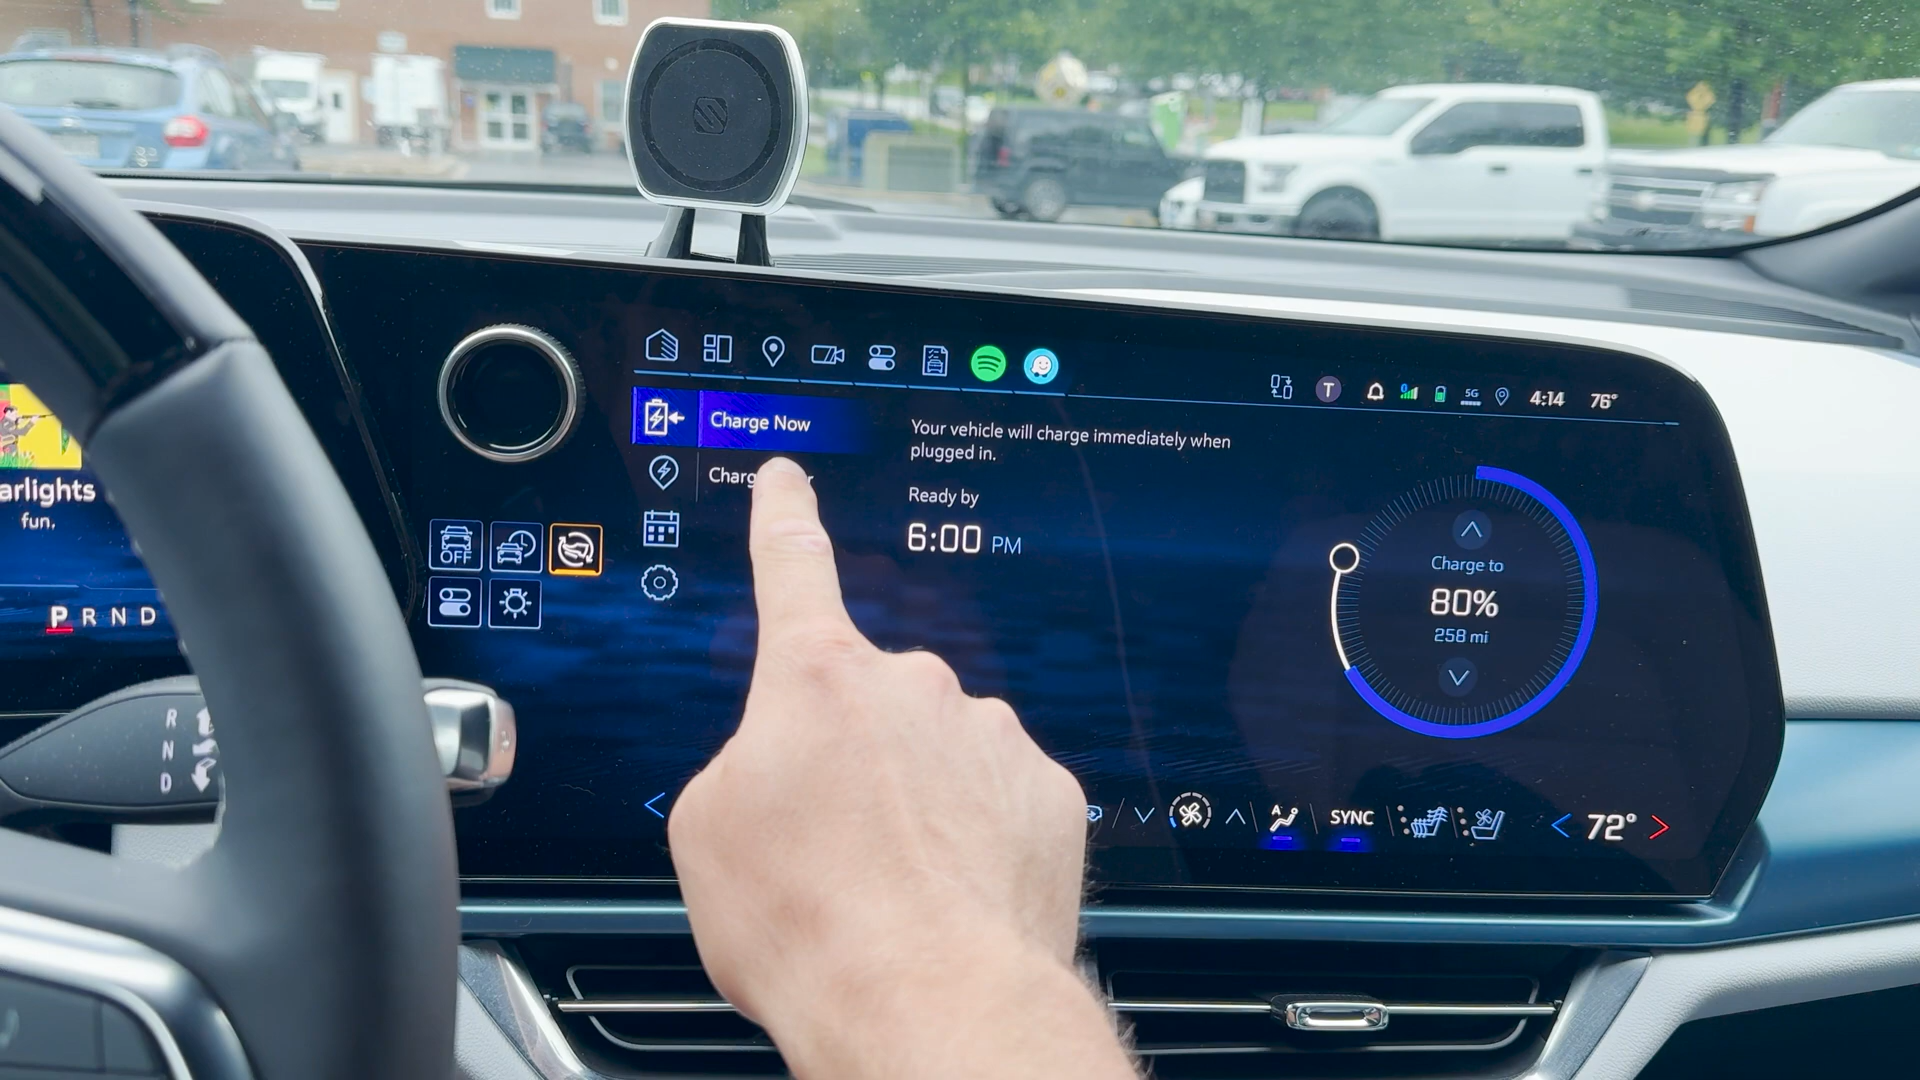 T
5G
4:14
76°
Charge Now
Your vehicle will charge immediately when
plugged in.
Ready by
6:00 PM
Charge to
80%
258 mi
OFF
arlights
fun.
P R N D
R
N
D
A
SYNC
72°